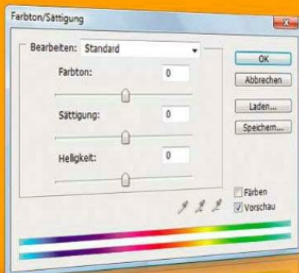 Farbton/Sättigung
Bearbeiten: Standard
OK
Farbton: 0
Abbrechen
Sättigung: 0
Laden...
Speichern...
Helligkeit: 0
Färben
Vorschau